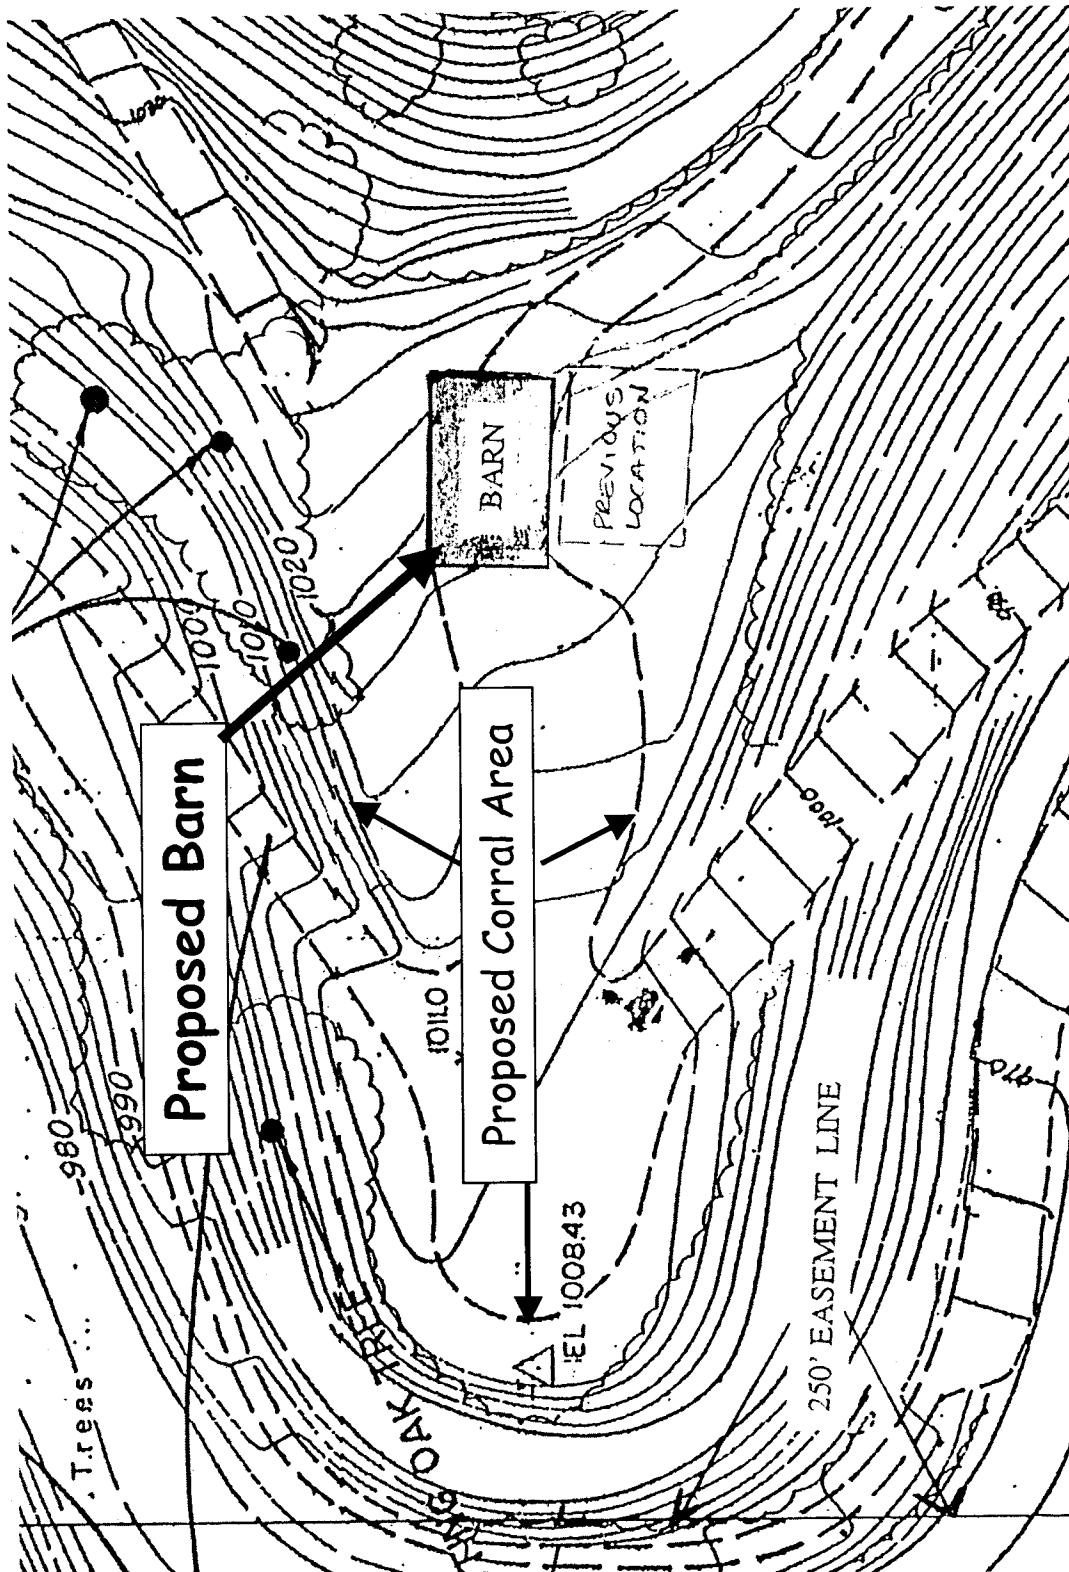 1020
1010
1000
BARN
PREVIOUS
LOCATION
Proposed Barn
Proposed Corral Area
1011.0
1000
980
990
970
EL 1008.43
250' EASEMENT LINE
Trees
OAK TREE